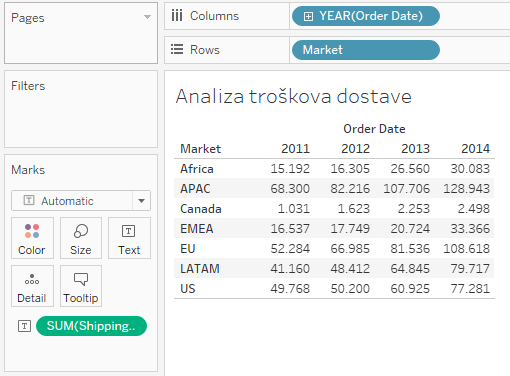 Pages
Columns
YEAR(Order Date)
Rows
Market
Filters
Analiza troškova dostave
Order Date
Market 2011 2012 2013 2014
Africa 15.192 16.305 26.560 30.083
APAC 68.300 82.216 107.706 128.943
Canada 1.031 1.623 2.253 2.498
EMEA 16.537 17.749 20.724 33.366
EU 52.284 66.985 81.536 108.618
LATAM 41.160 48.412 64.845 79.717
US 49.768 50.200 60.925 77.281
Marks
T Automatic
Color Size T Text
Detail Tooltip
T SUM(Shipping..